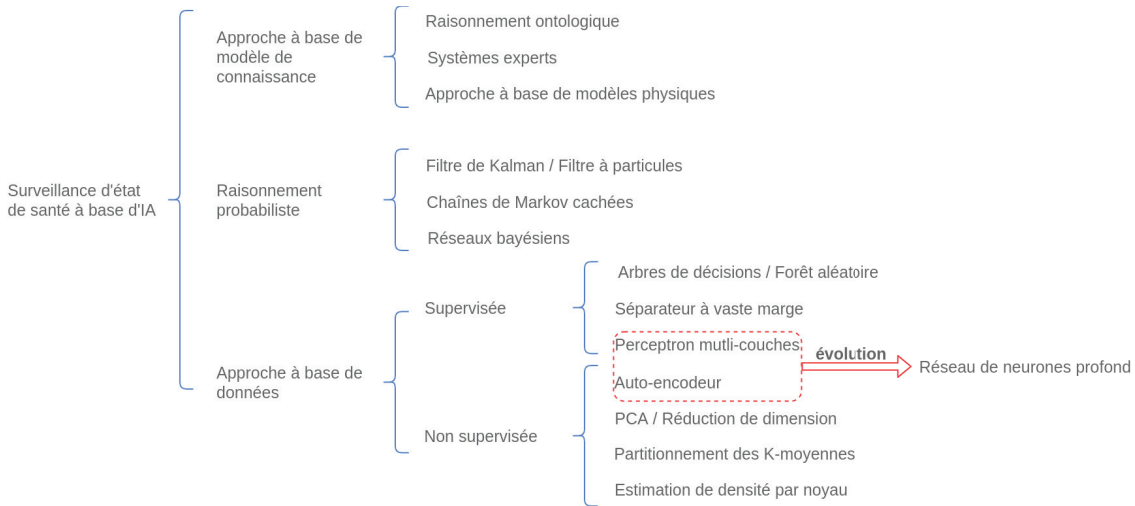 Surveillance d'état
de santé à base d'IA
Approche à base de
modèle de
connaissance
Raisonnement ontologique
Systèmes experts
Approche à base de modèles physiques
Raisonnement
probabiliste
Filtre de Kalman / Filtre à particules
Chaînes de Markov cachées
Réseaux bayésiens
Approche à base de
données
Supervisée
Arbres de décisions / Forêt aléatoire
Séparateur à vaste marge
Perceptron mutli-couches
Non supervisée
Auto-encodeur
PCA / Réduction de dimension
Partitionnement des K-moyennes
Estimation de densité par noyau
évolution
Réseau de neurones profond